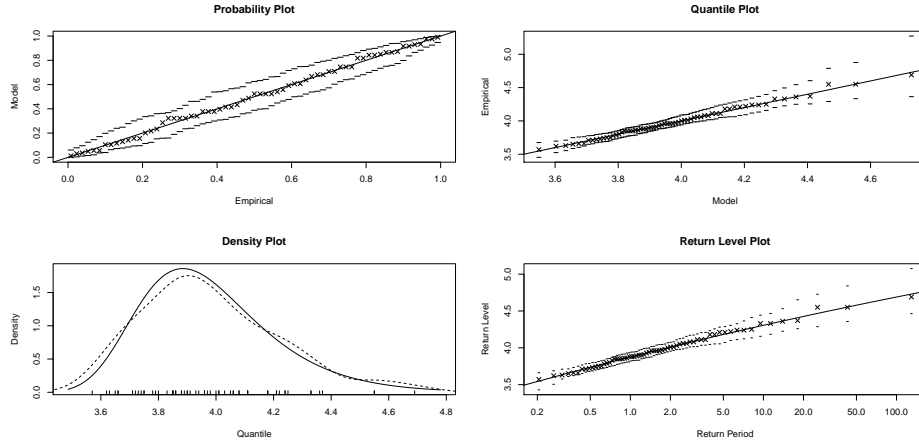 Probability Plot
Model
0.0 0.2 0.4 0.6 0.8 1.0
0.0 0.2 0.4 0.6 0.8 1.0
Empirical
Quantile Plot
Empirical
3.5 4.0 4.5 5.0
3.6 3.8 4.0 4.2 4.4 4.6
Model
Density Plot
Density
0.0 0.5 1.0 1.5
3.6 3.8 4.0 4.2 4.4 4.6 4.8
Quantile
Return Level Plot
Return Level
3.5 4.0 4.5 5.0
0.2 0.5 1.0 2.0 5.0 10.0 20.0 50.0 100.0
Return Period